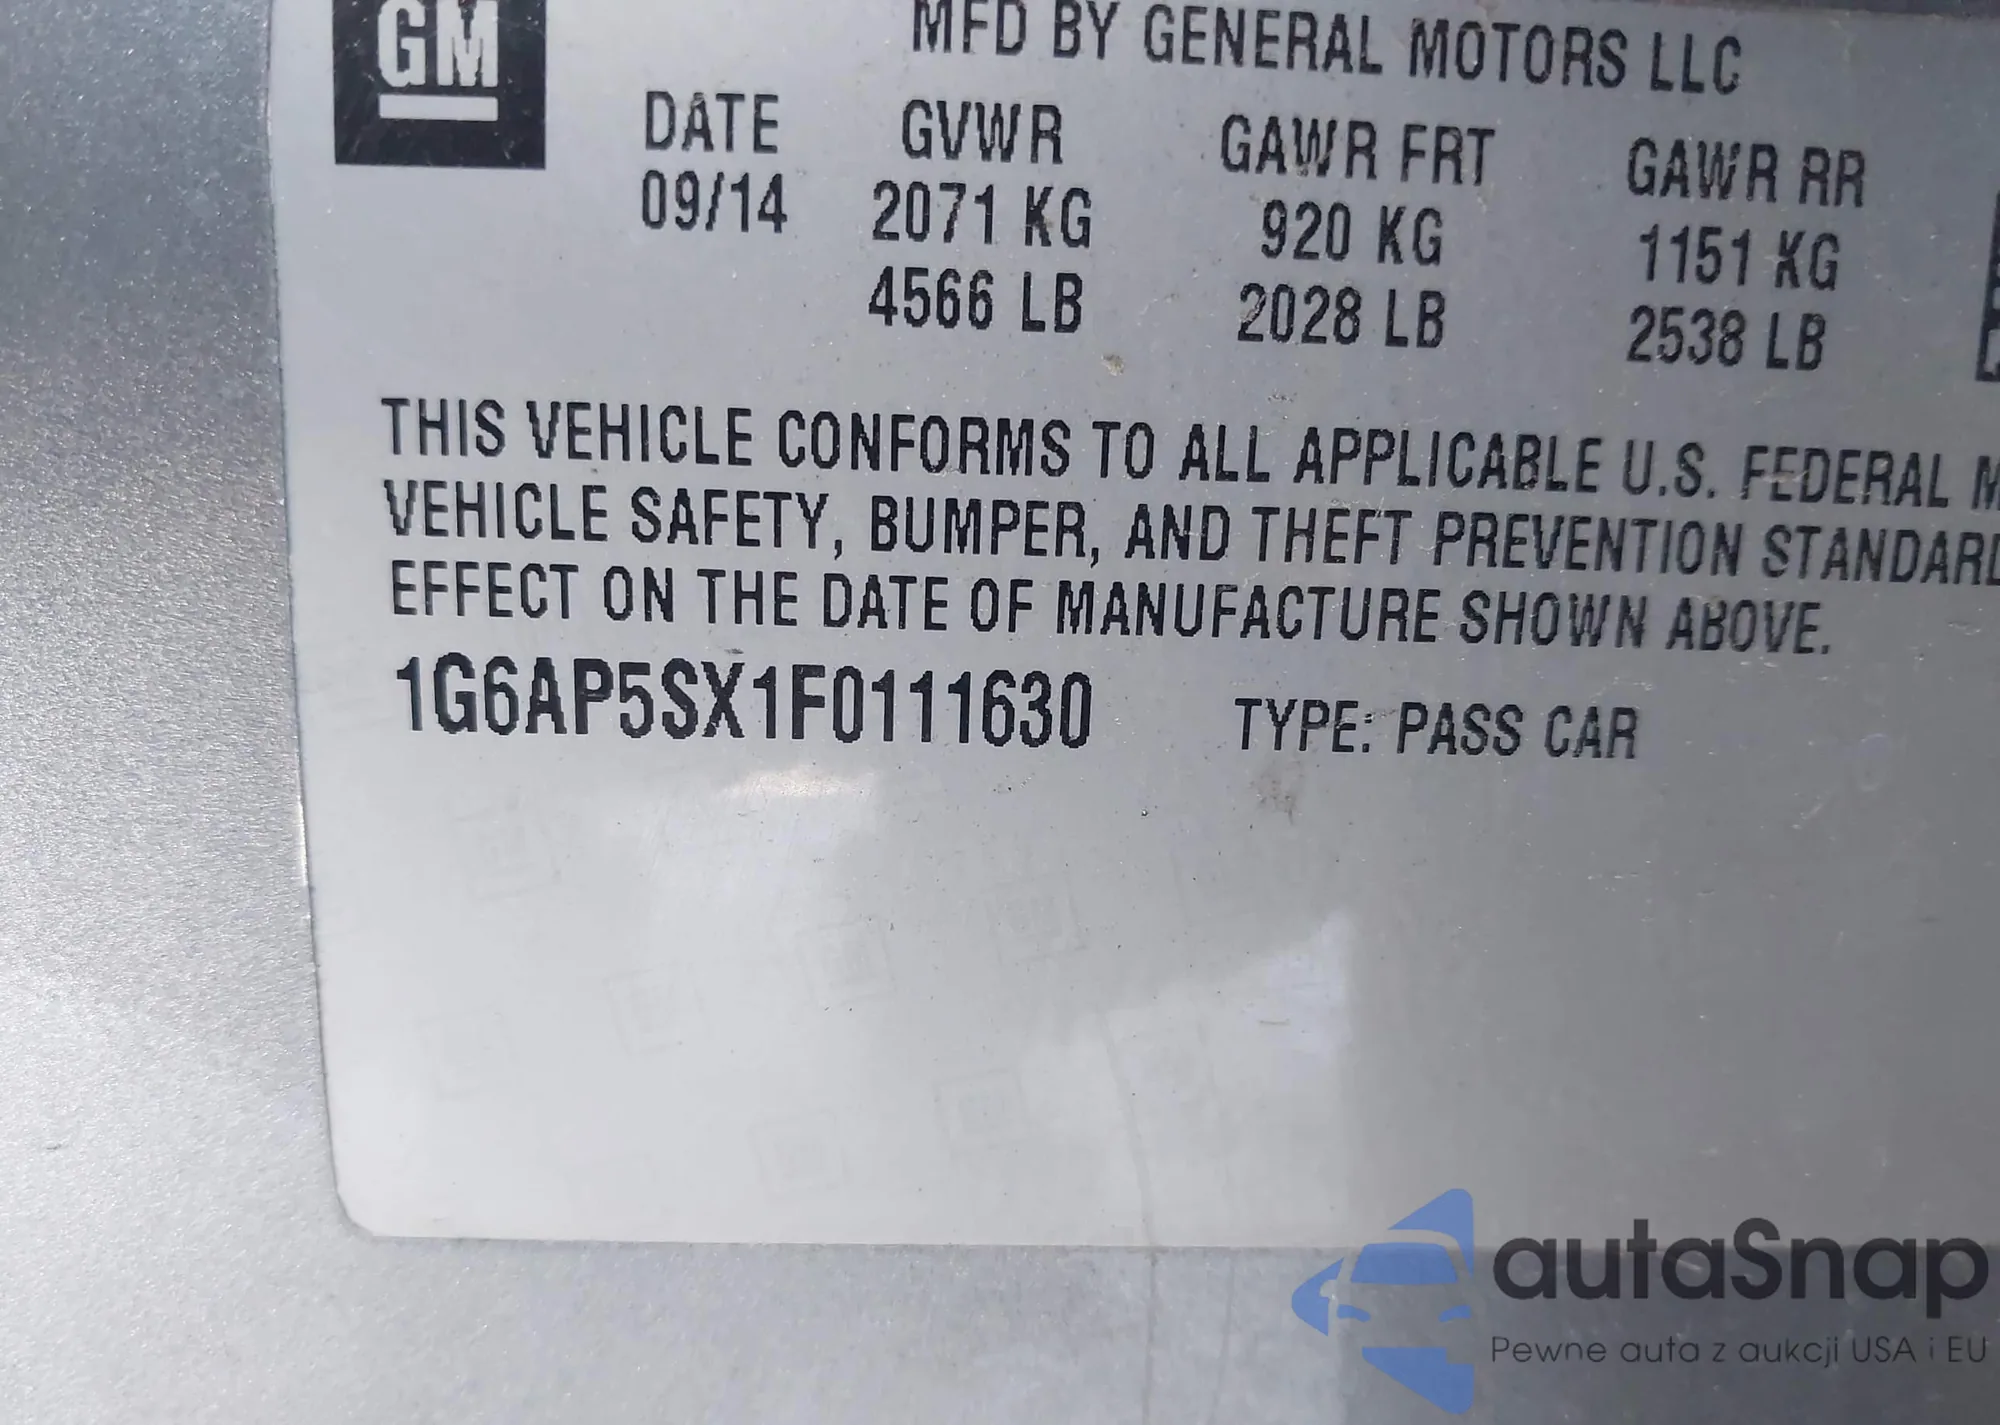 GM
MFD BY GENERAL MOTORS LLC
DATE GVWR GAWR FRT GAWR RR
09/14 2071 KG 920 KG 1151 KG
4566 LB 2028 LB 2538 LB
THIS VEHICLE CONFORMS TO ALL APPLICABLE U.S. FEDERAL M
VEHICLE SAFETY, BUMPER, AND THEFT PREVENTION STANDARD
EFFECT ON THE DATE OF MANUFACTURE SHOWN ABOVE.
1G6AP5SX1F0111630 TYPE: PASS CAR
autaSnap
Pewne auta z aukcji USA i EU